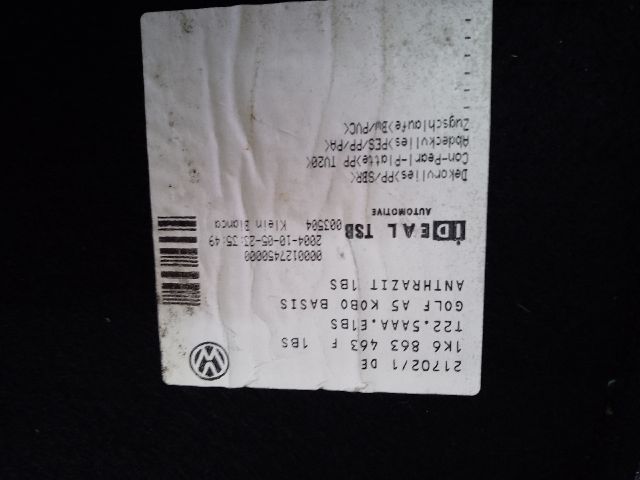 21702/1 DE
1K6 863 463 F 1BS
T22.5AAA.E1BS
GOLF A5 KOBO BASIS
ANTHRAZIT 1BS
0000127450000
2004-10-05-23:35:49
003504 Klein Bianca
IDEAL TSB
AUTOMOTIVE
Dekorvlies>PP/SBR<
Con-Pearl-Platte>PP TV20<
Abdeckvlies>PES/PP/PA<
Zugschlaufe>BW/PVC<